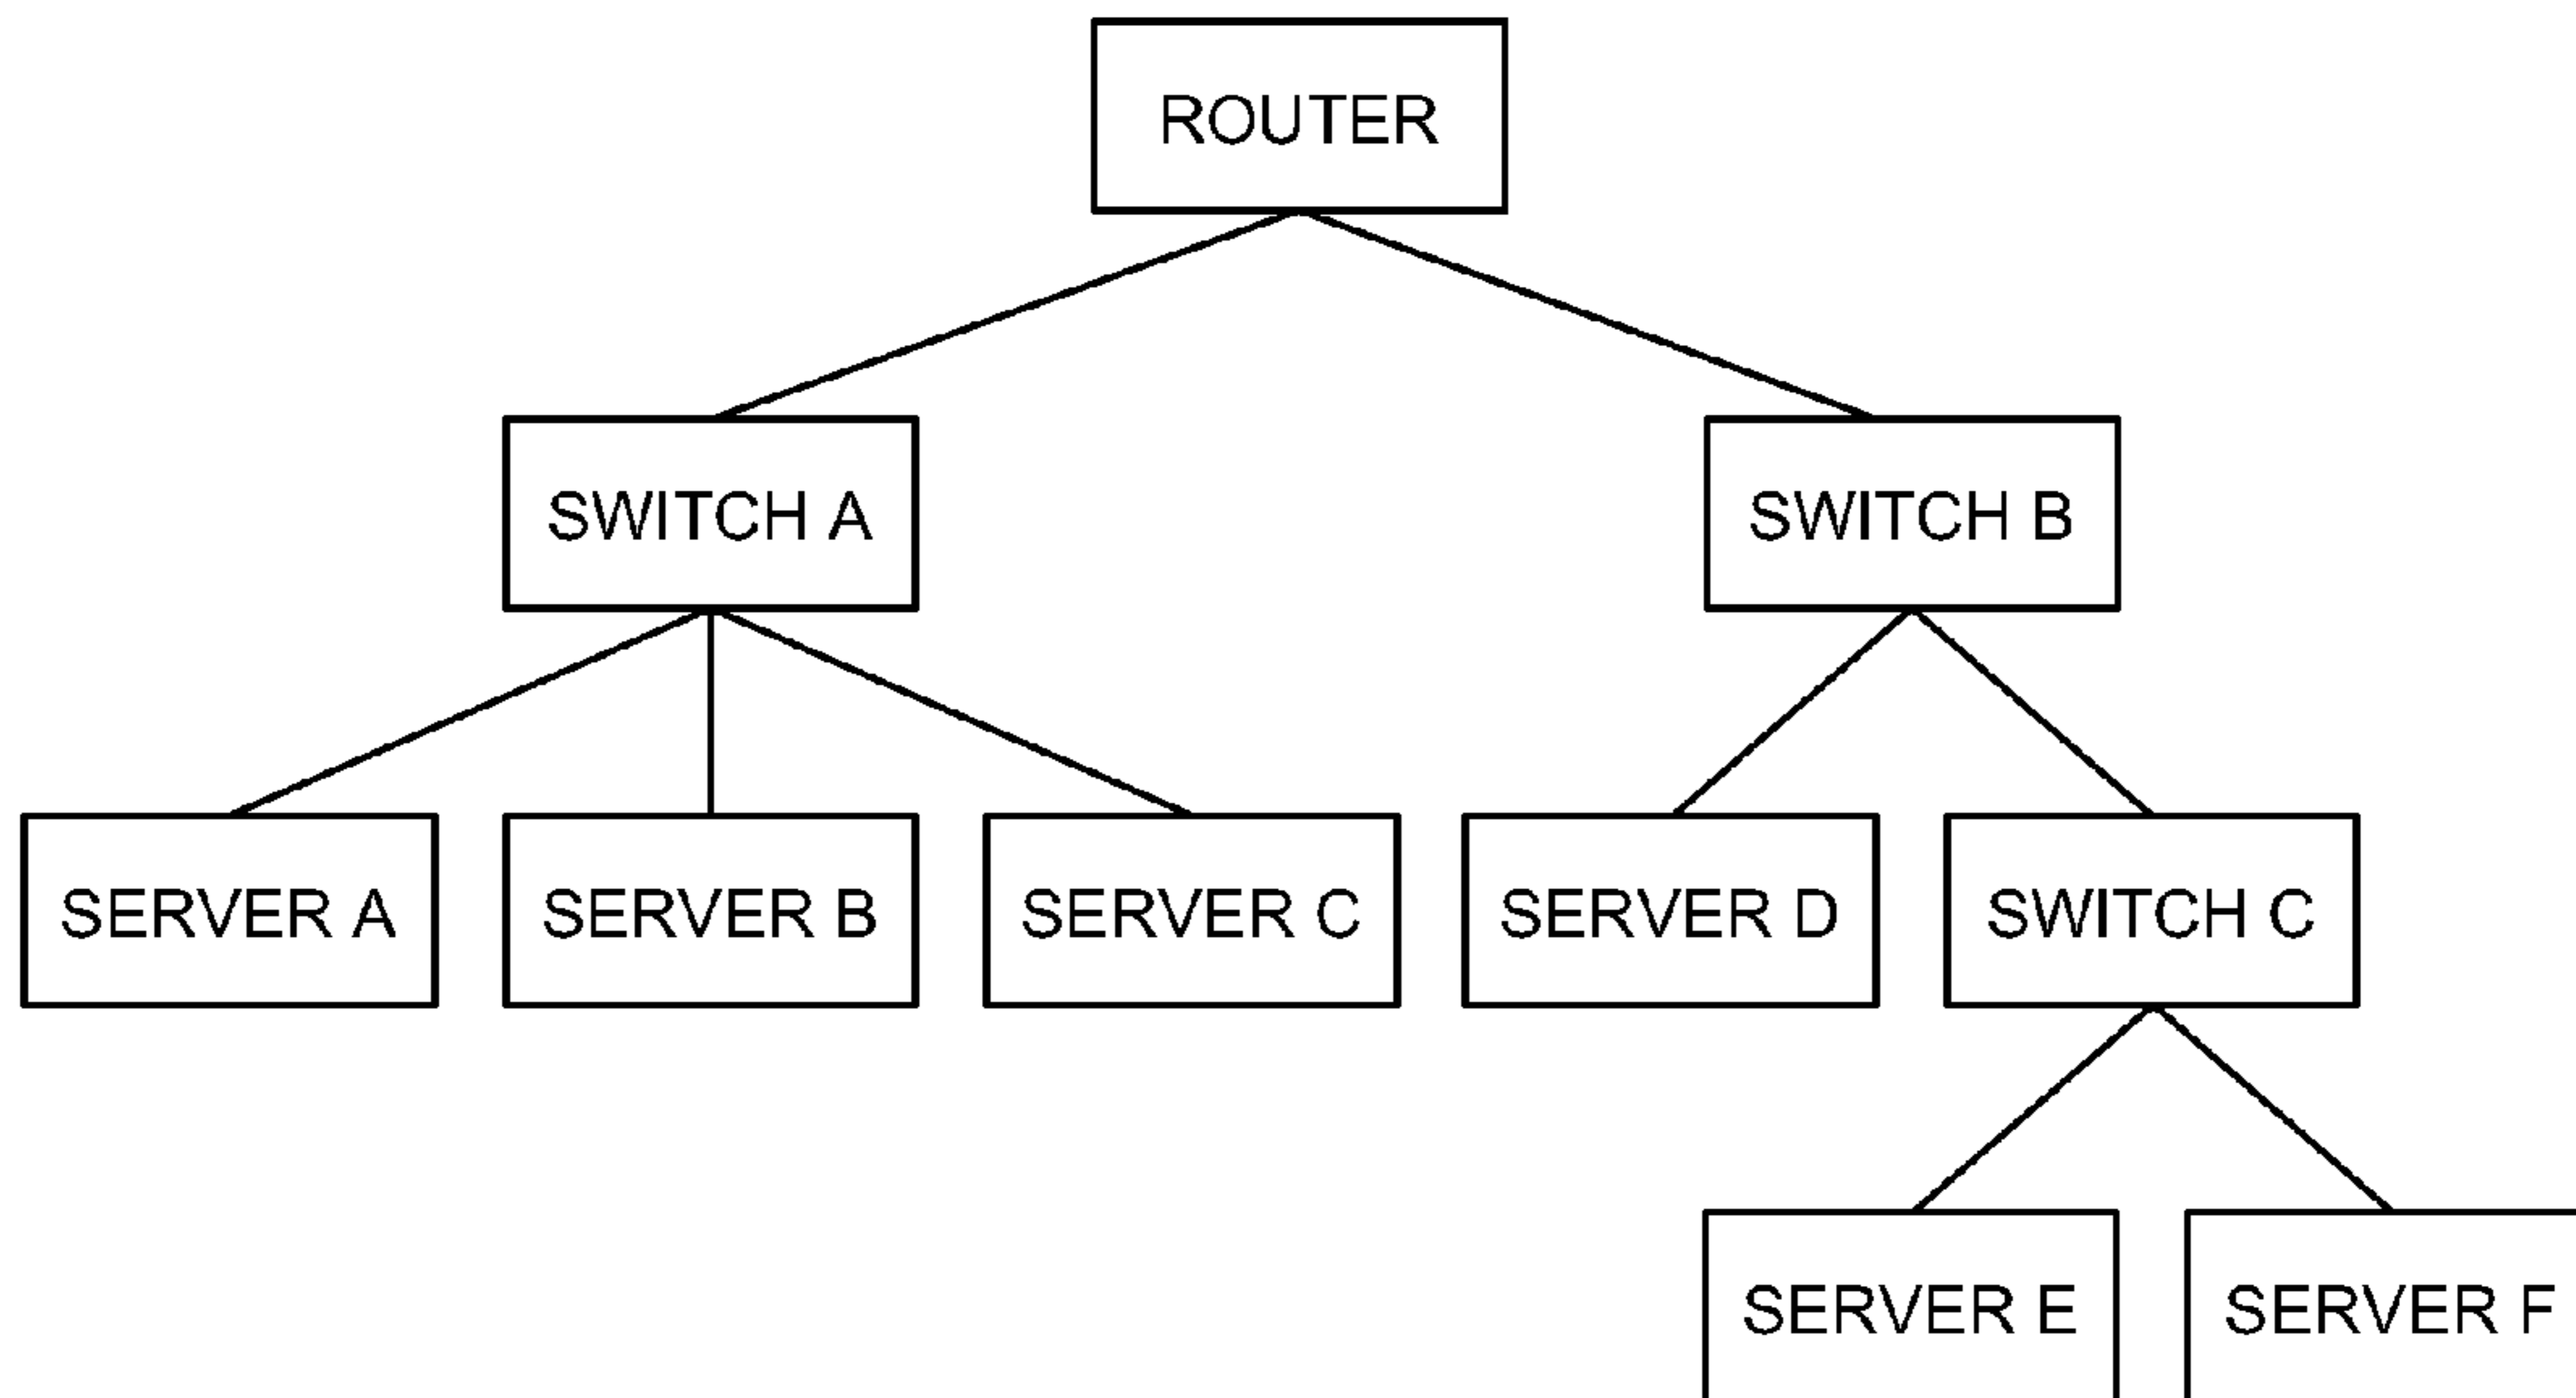 ROUTER
SWITCH A
SWITCH B
SERVER A
SERVER B
SERVER C
SERVER D
SWITCH C
SERVER E
SERVER F